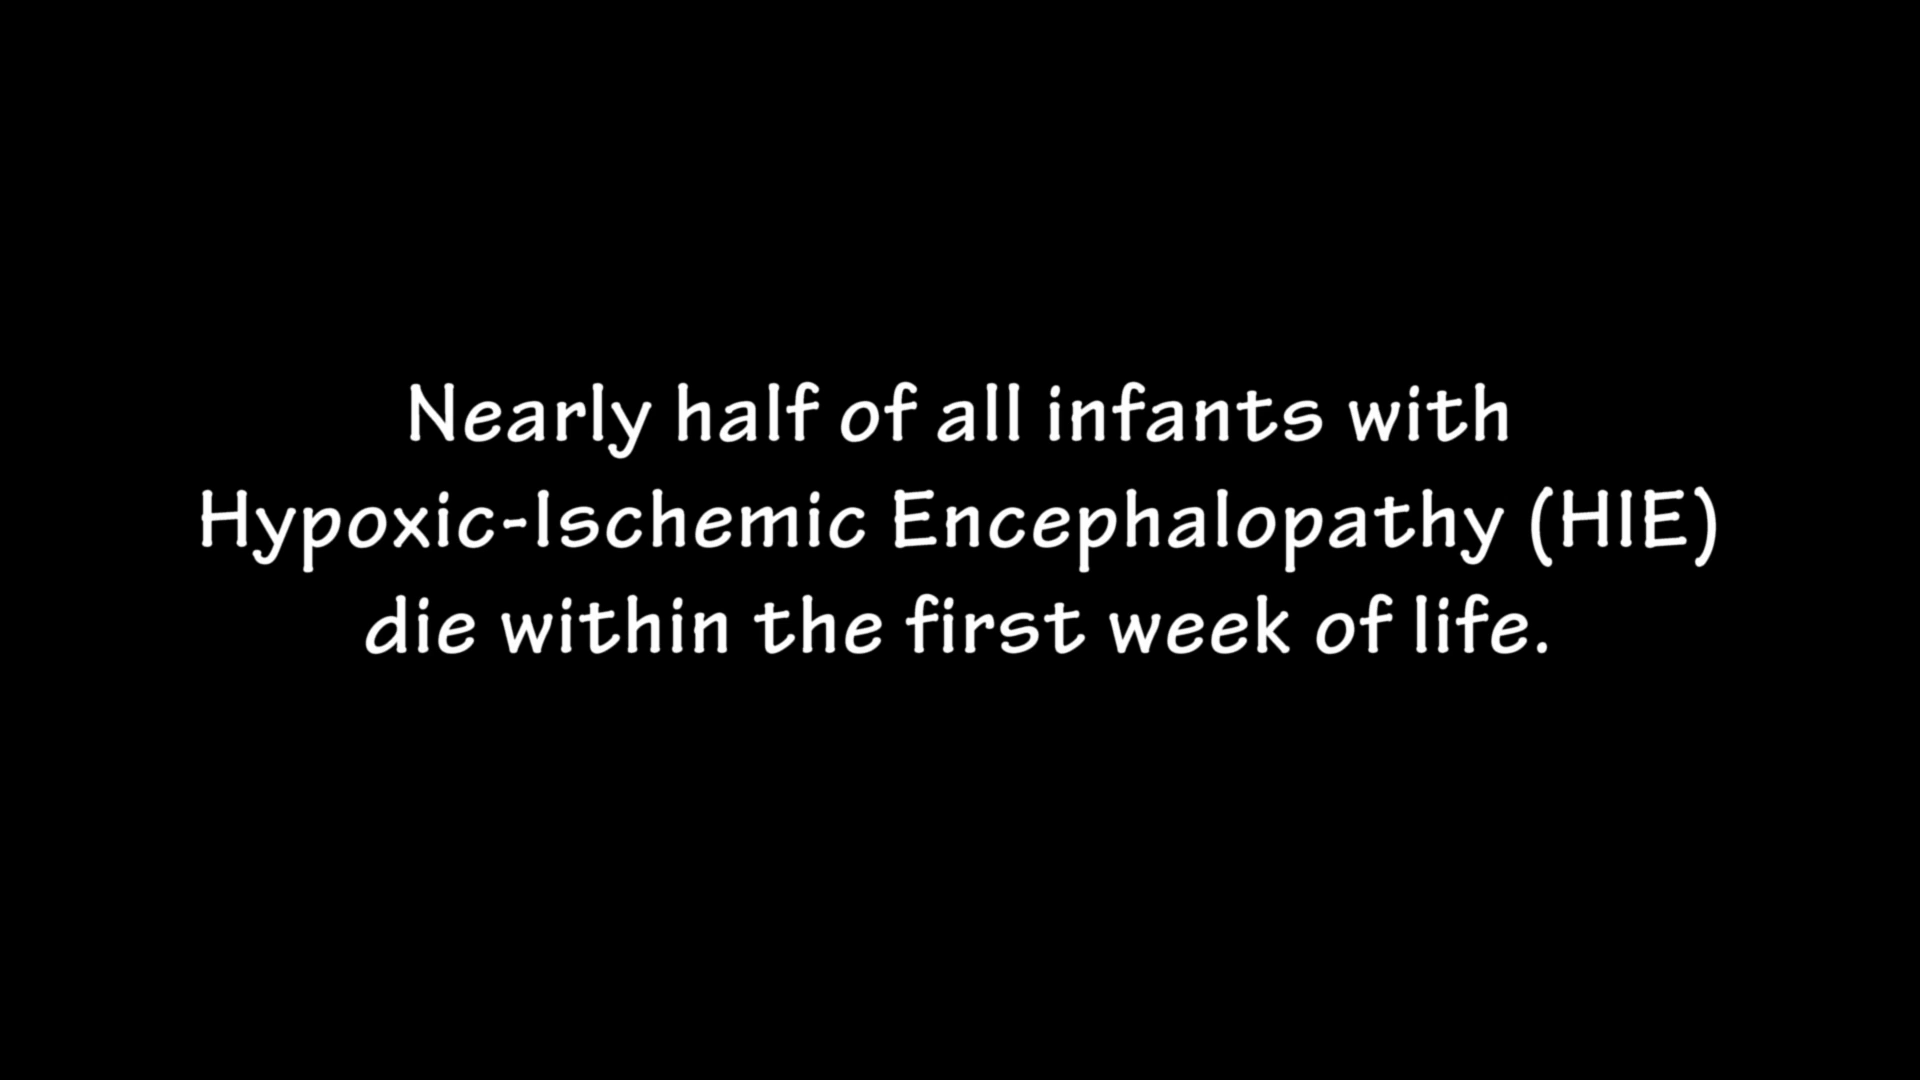 Nearly half of all infants with
Hypoxic-Ischemic Encephalopathy (HIE)
die within the first week of life.